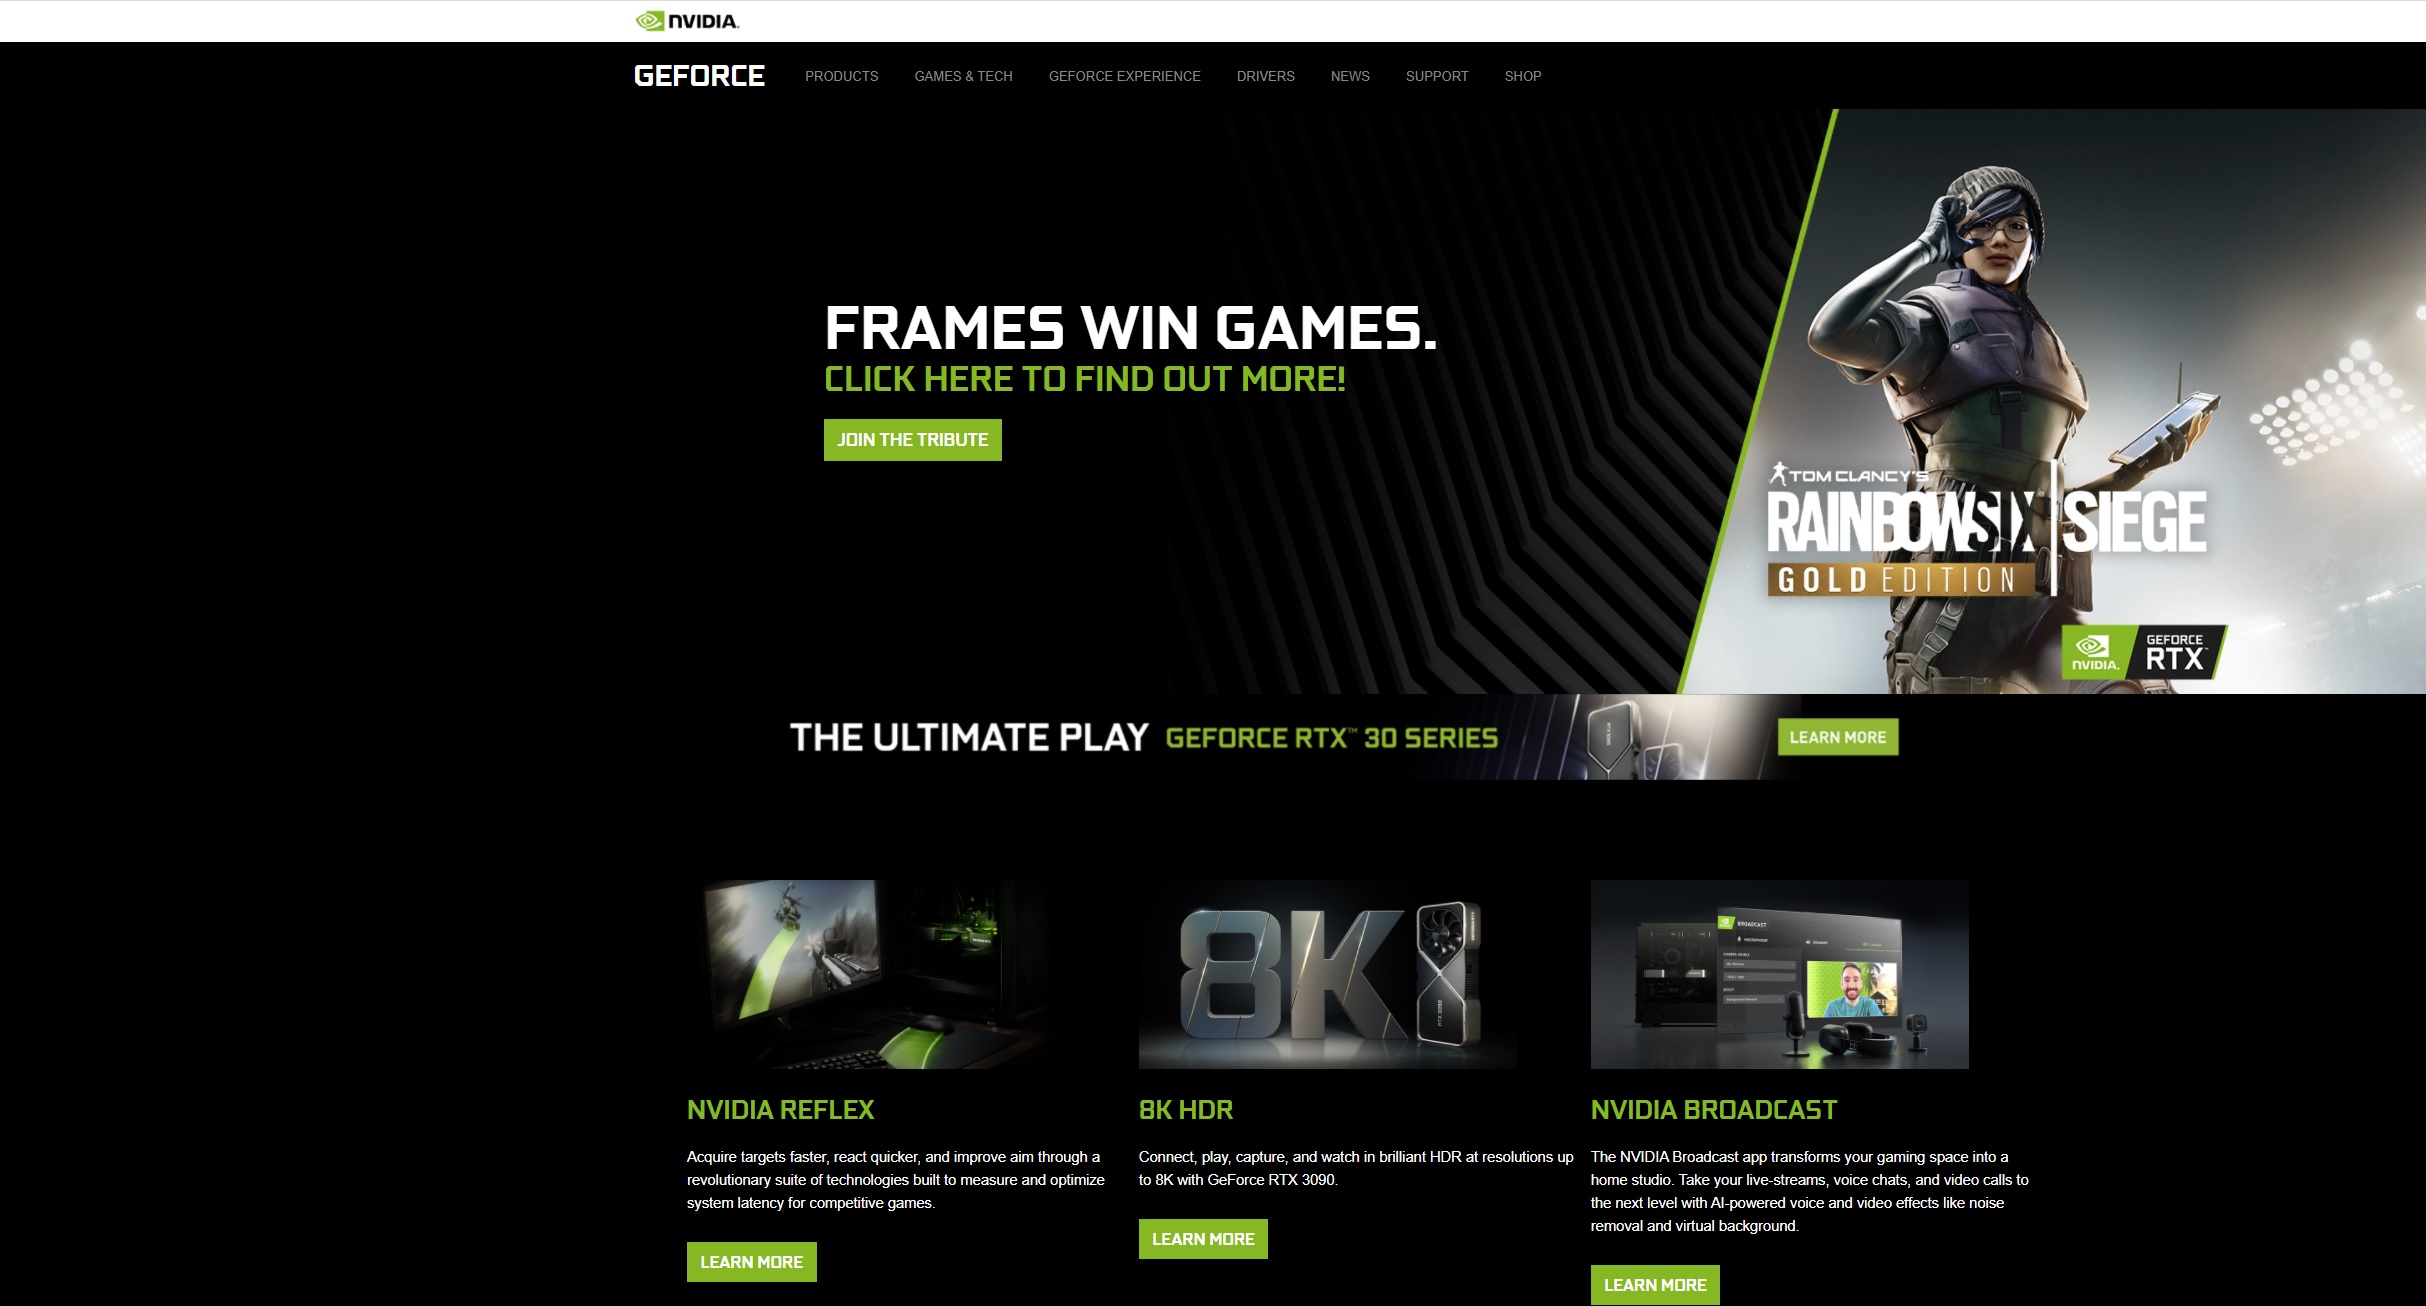 NVIDIA.
GEFORCE
PRODUCTS
GAMES & TECH
GEFORCE EXPERIENCE
DRIVERS
NEWS
SUPPORT
SHOP
FRAMES WIN GAMES.
CLICK HERE TO FIND OUT MORE!
JOIN THE TRIBUTE
TOM CLANCY'S
RAINBOWSIX SIEGE
GOLD EDITION
NVIDIA.
GEFORCE
RTX™
THE ULTIMATE PLAY GEFORCE RTX™ 30 SERIES
LEARN MORE
8K
RTX 3090
BROADCAST
NVIDIA REFLEX
Acquire targets faster, react quicker, and improve aim through a
revolutionary suite of technologies built to measure and optimize
system latency for competitive games.
LEARN MORE
8K HDR
Connect, play, capture, and watch in brilliant HDR at resolutions up
to 8K with GeForce RTX 3090.
LEARN MORE
NVIDIA BROADCAST
The NVIDIA Broadcast app transforms your gaming space into a
home studio. Take your live-streams, voice chats, and video calls to
the next level with AI-powered voice and video effects like noise
removal and virtual background.
LEARN MORE